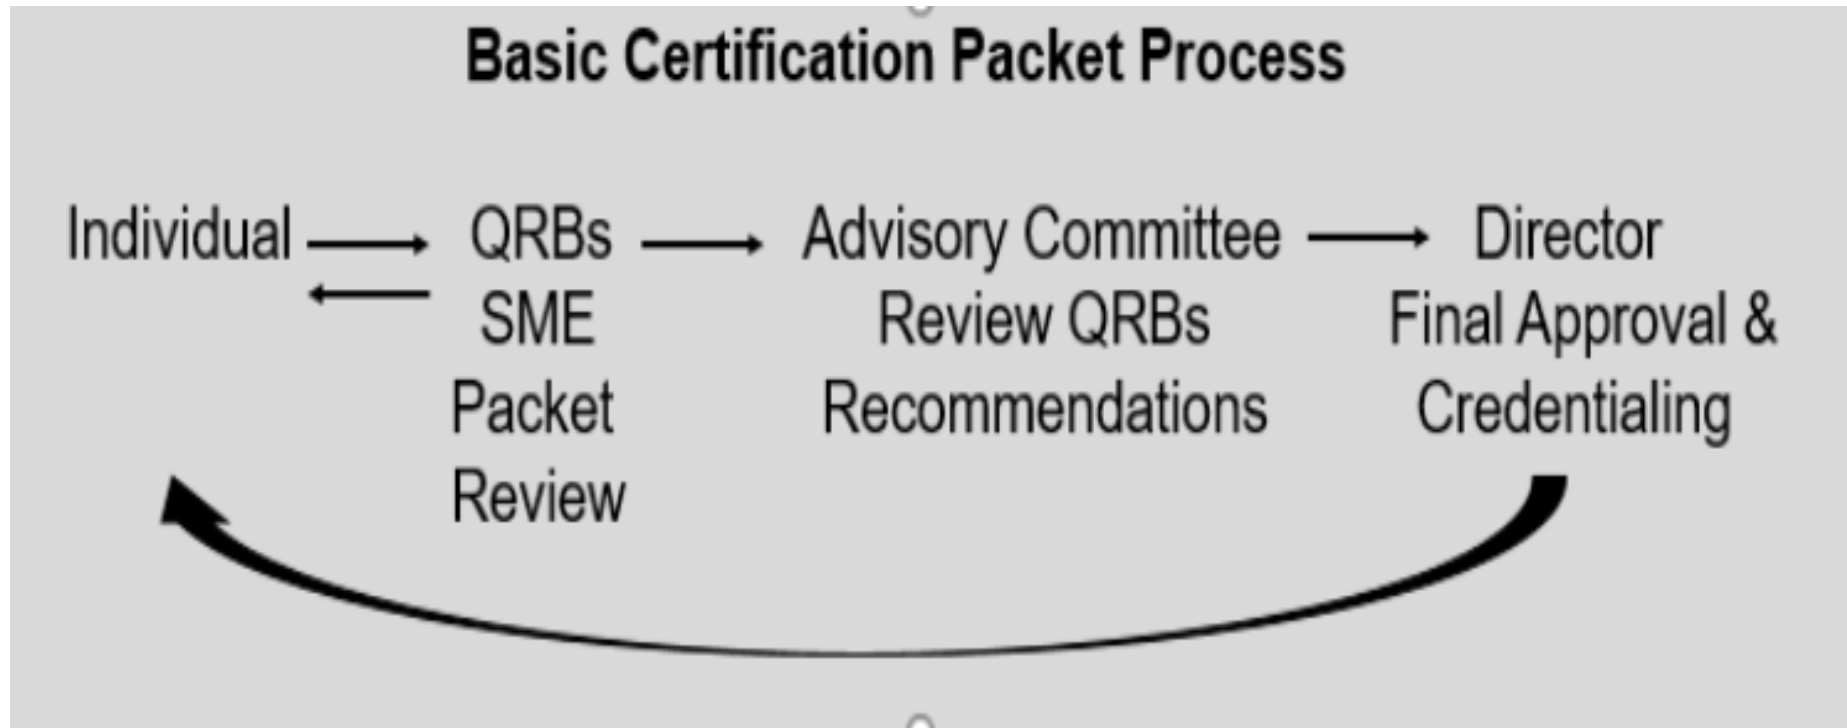 Basic Certification Packet Process
Individual
QRBs
SME
Packet
Review
Advisory Committee
Review QRBs
Recommendations
Director
Final Approval &
Credentialing